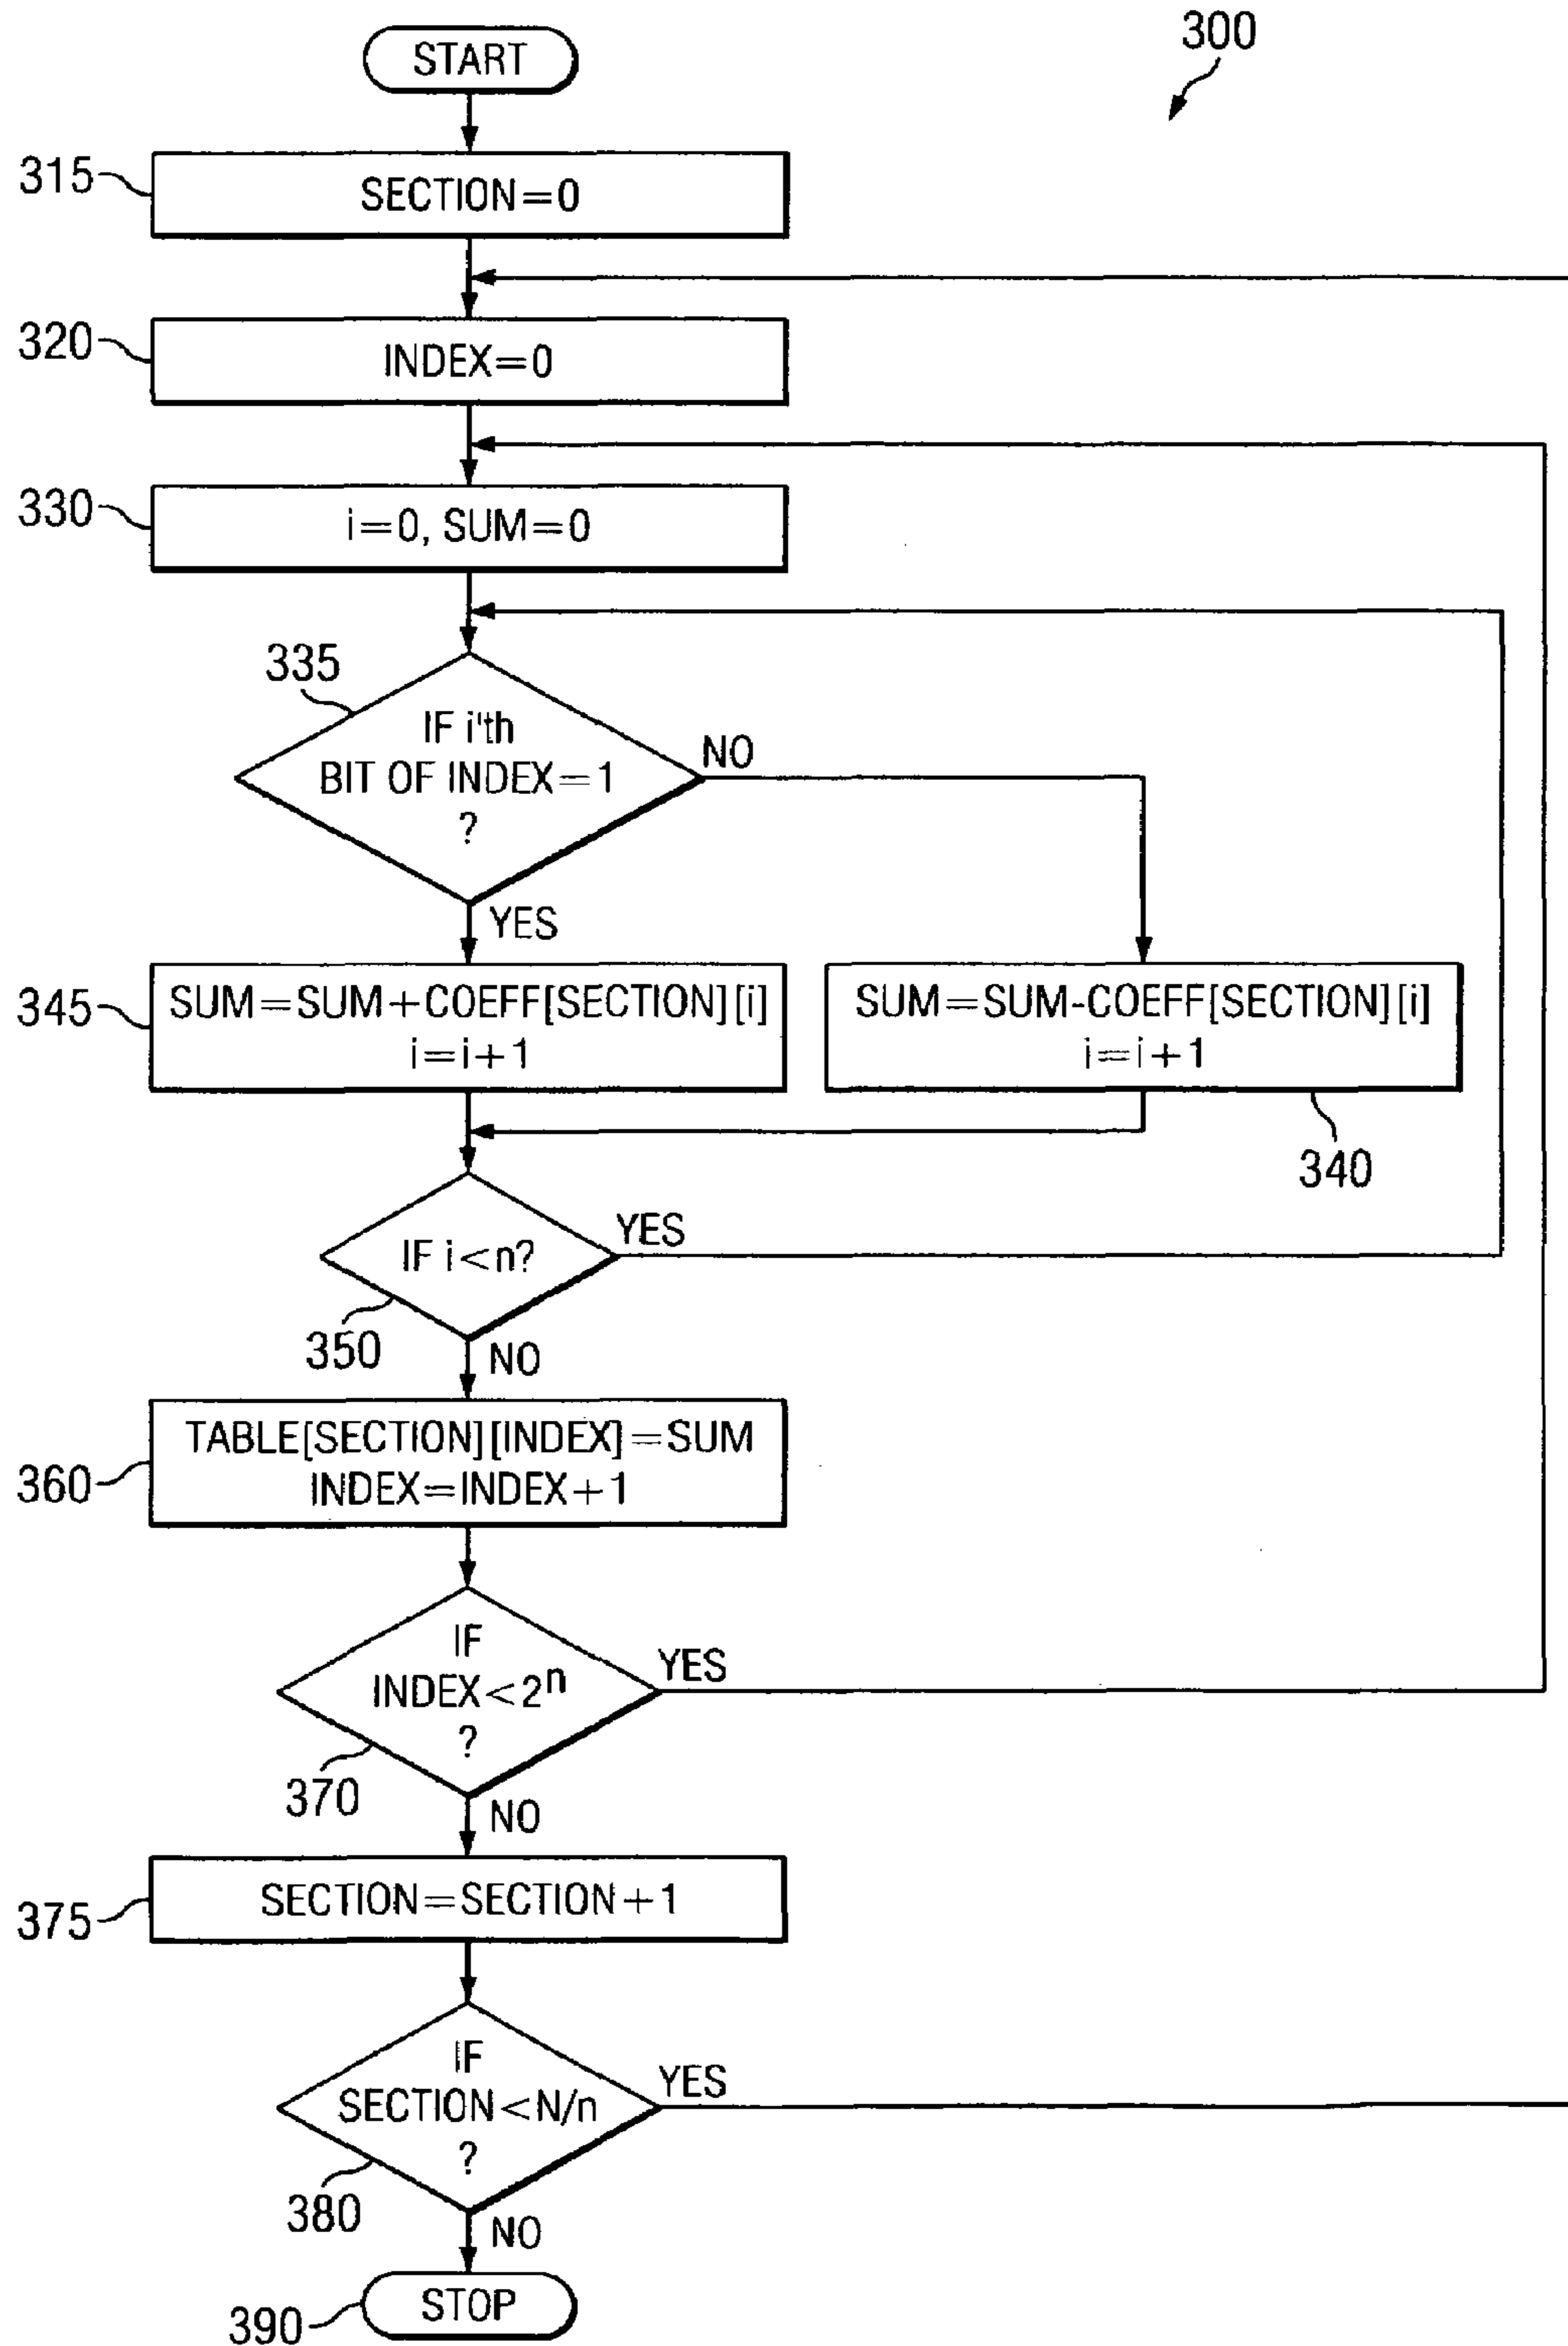 300
START
315
SECTION=0
320
INDEX=0
330
i=0, SUM=0
335
IF i'th
BIT OF INDEX=1
?
NO
YES
345
SUM=SUM+COEFF[SECTION][i]
i=i+1
SUM=SUM-COEFF[SECTION][i]
i=i+1
340
IF i<n?
YES
350
NO
360
TABLE[SECTION][INDEX]=SUM
INDEX=INDEX+1
IF
INDEX<2ⁿ
?
YES
370
NO
375
SECTION=SECTION+1
IF
SECTION<N/n
?
YES
380
NO
390
STOP